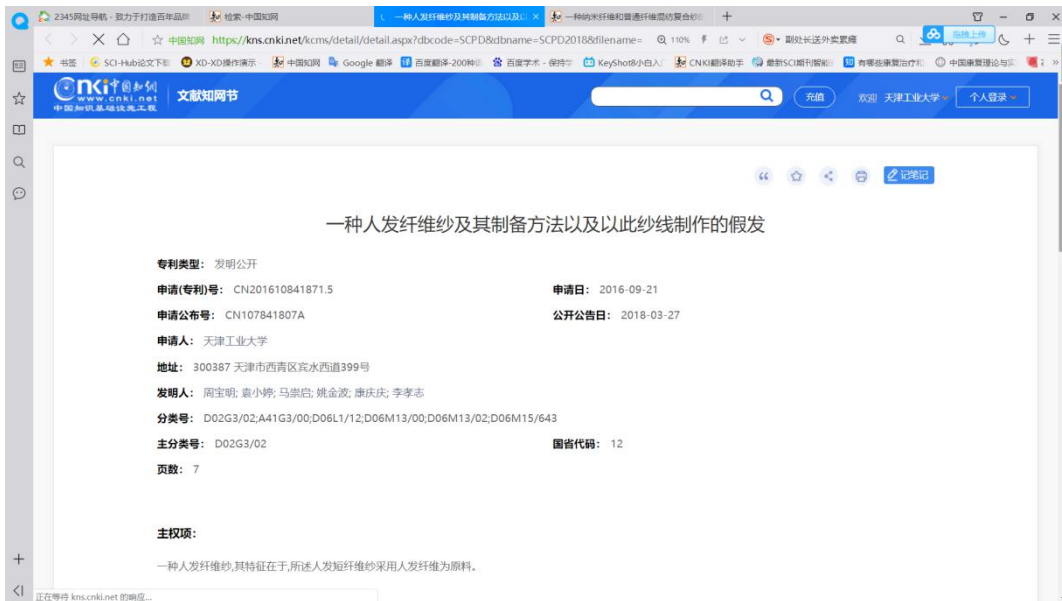 2345网址导航 - 致力于打造百年品牌
检索-中国知网
一种人发纤维纱及其制备方法以及以
一种纳米纤维和普通纤维混纺复合纱
中国知网 https://kns.cnki.net/kcms/detail/detail.aspx?dbcode=SCPD&dbname=SCPD2018&filename=
110%
副处长送外卖累瘫
拖拽上传
书签
SCI-Hub论文下载
XD-XD操作演示
中国知网
Google 翻译
百度翻译-200种语
百度学术 - 保持学
KeyShot8小白入门
CNKI翻译助手
最新SCI期刊智能
有哪些康复治疗和
中国康复理论与实
cnki中国知网
www.cnki.net
中国知识基础设施工程
文献知网节
充值
欢迎 天津工业大学
个人登录
记笔记
一种人发纤维纱及其制备方法以及以此纱线制作的假发
专利类型： 发明公开
申请(专利)号： CN201610841871.5 申请日： 2016-09-21
申请公布号： CN107841807A 公开公告日： 2018-03-27
申请人： 天津工业大学
地址： 300387 天津市西青区宾水西道399号
发明人： 周宝明; 袁小婷; 马崇启; 姚金波; 康庆庆; 李孝志
分类号： D02G3/02;A41G3/00;D06L1/12;D06M13/00;D06M13/02;D06M15/643
主分类号： D02G3/02 国省代码： 12
页数： 7
主权项：
一种人发纤维纱,其特征在于,所述人发短纤维纱采用人发纤维为原料。
正在等待 kns.cnki.net 的响应...